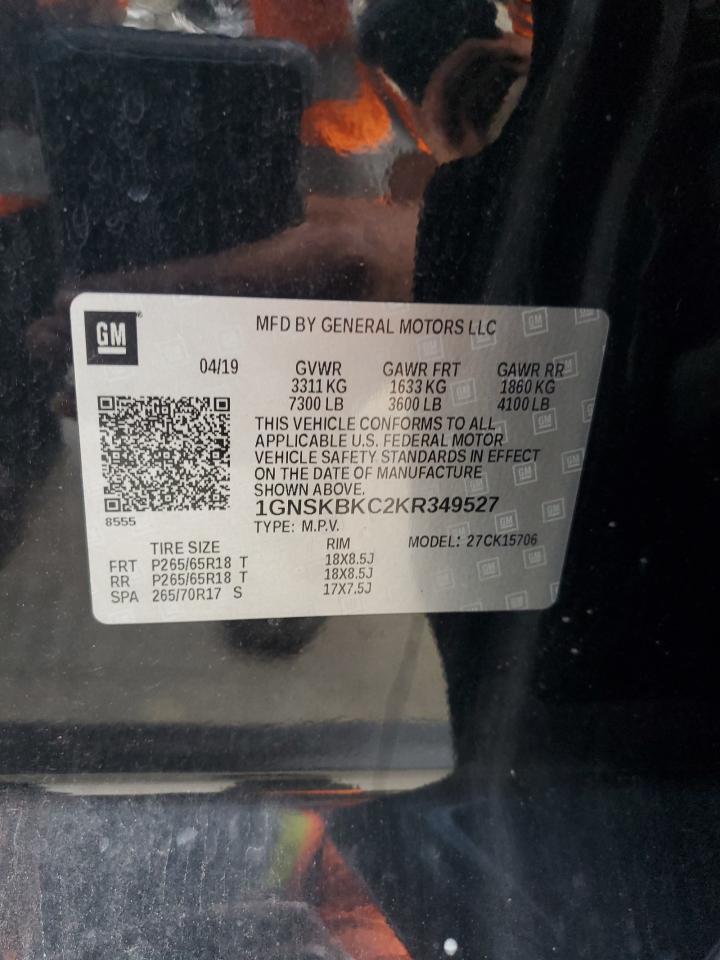 GM
MFD BY GENERAL MOTORS LLC
04/19
GVWR GAWR FRT GAWR RR
3311 KG 1633 KG 1860 KG
7300 LB 3600 LB 4100 LB
THIS VEHICLE CONFORMS TO ALL
APPLICABLE U.S. FEDERAL MOTOR
VEHICLE SAFETY STANDARDS IN EFFECT
ON THE DATE OF MANUFACTURE
SHOWN ABOVE.
1GNSKBKC2KR349527
8555
TYPE: M.P.V.
TIRE SIZE RIM MODEL: 27CK15706
FRT P265/65R18 T 18X8.5J
RR P265/65R18 T 18X8.5J
SPA 265/70R17 S 17X7.5J